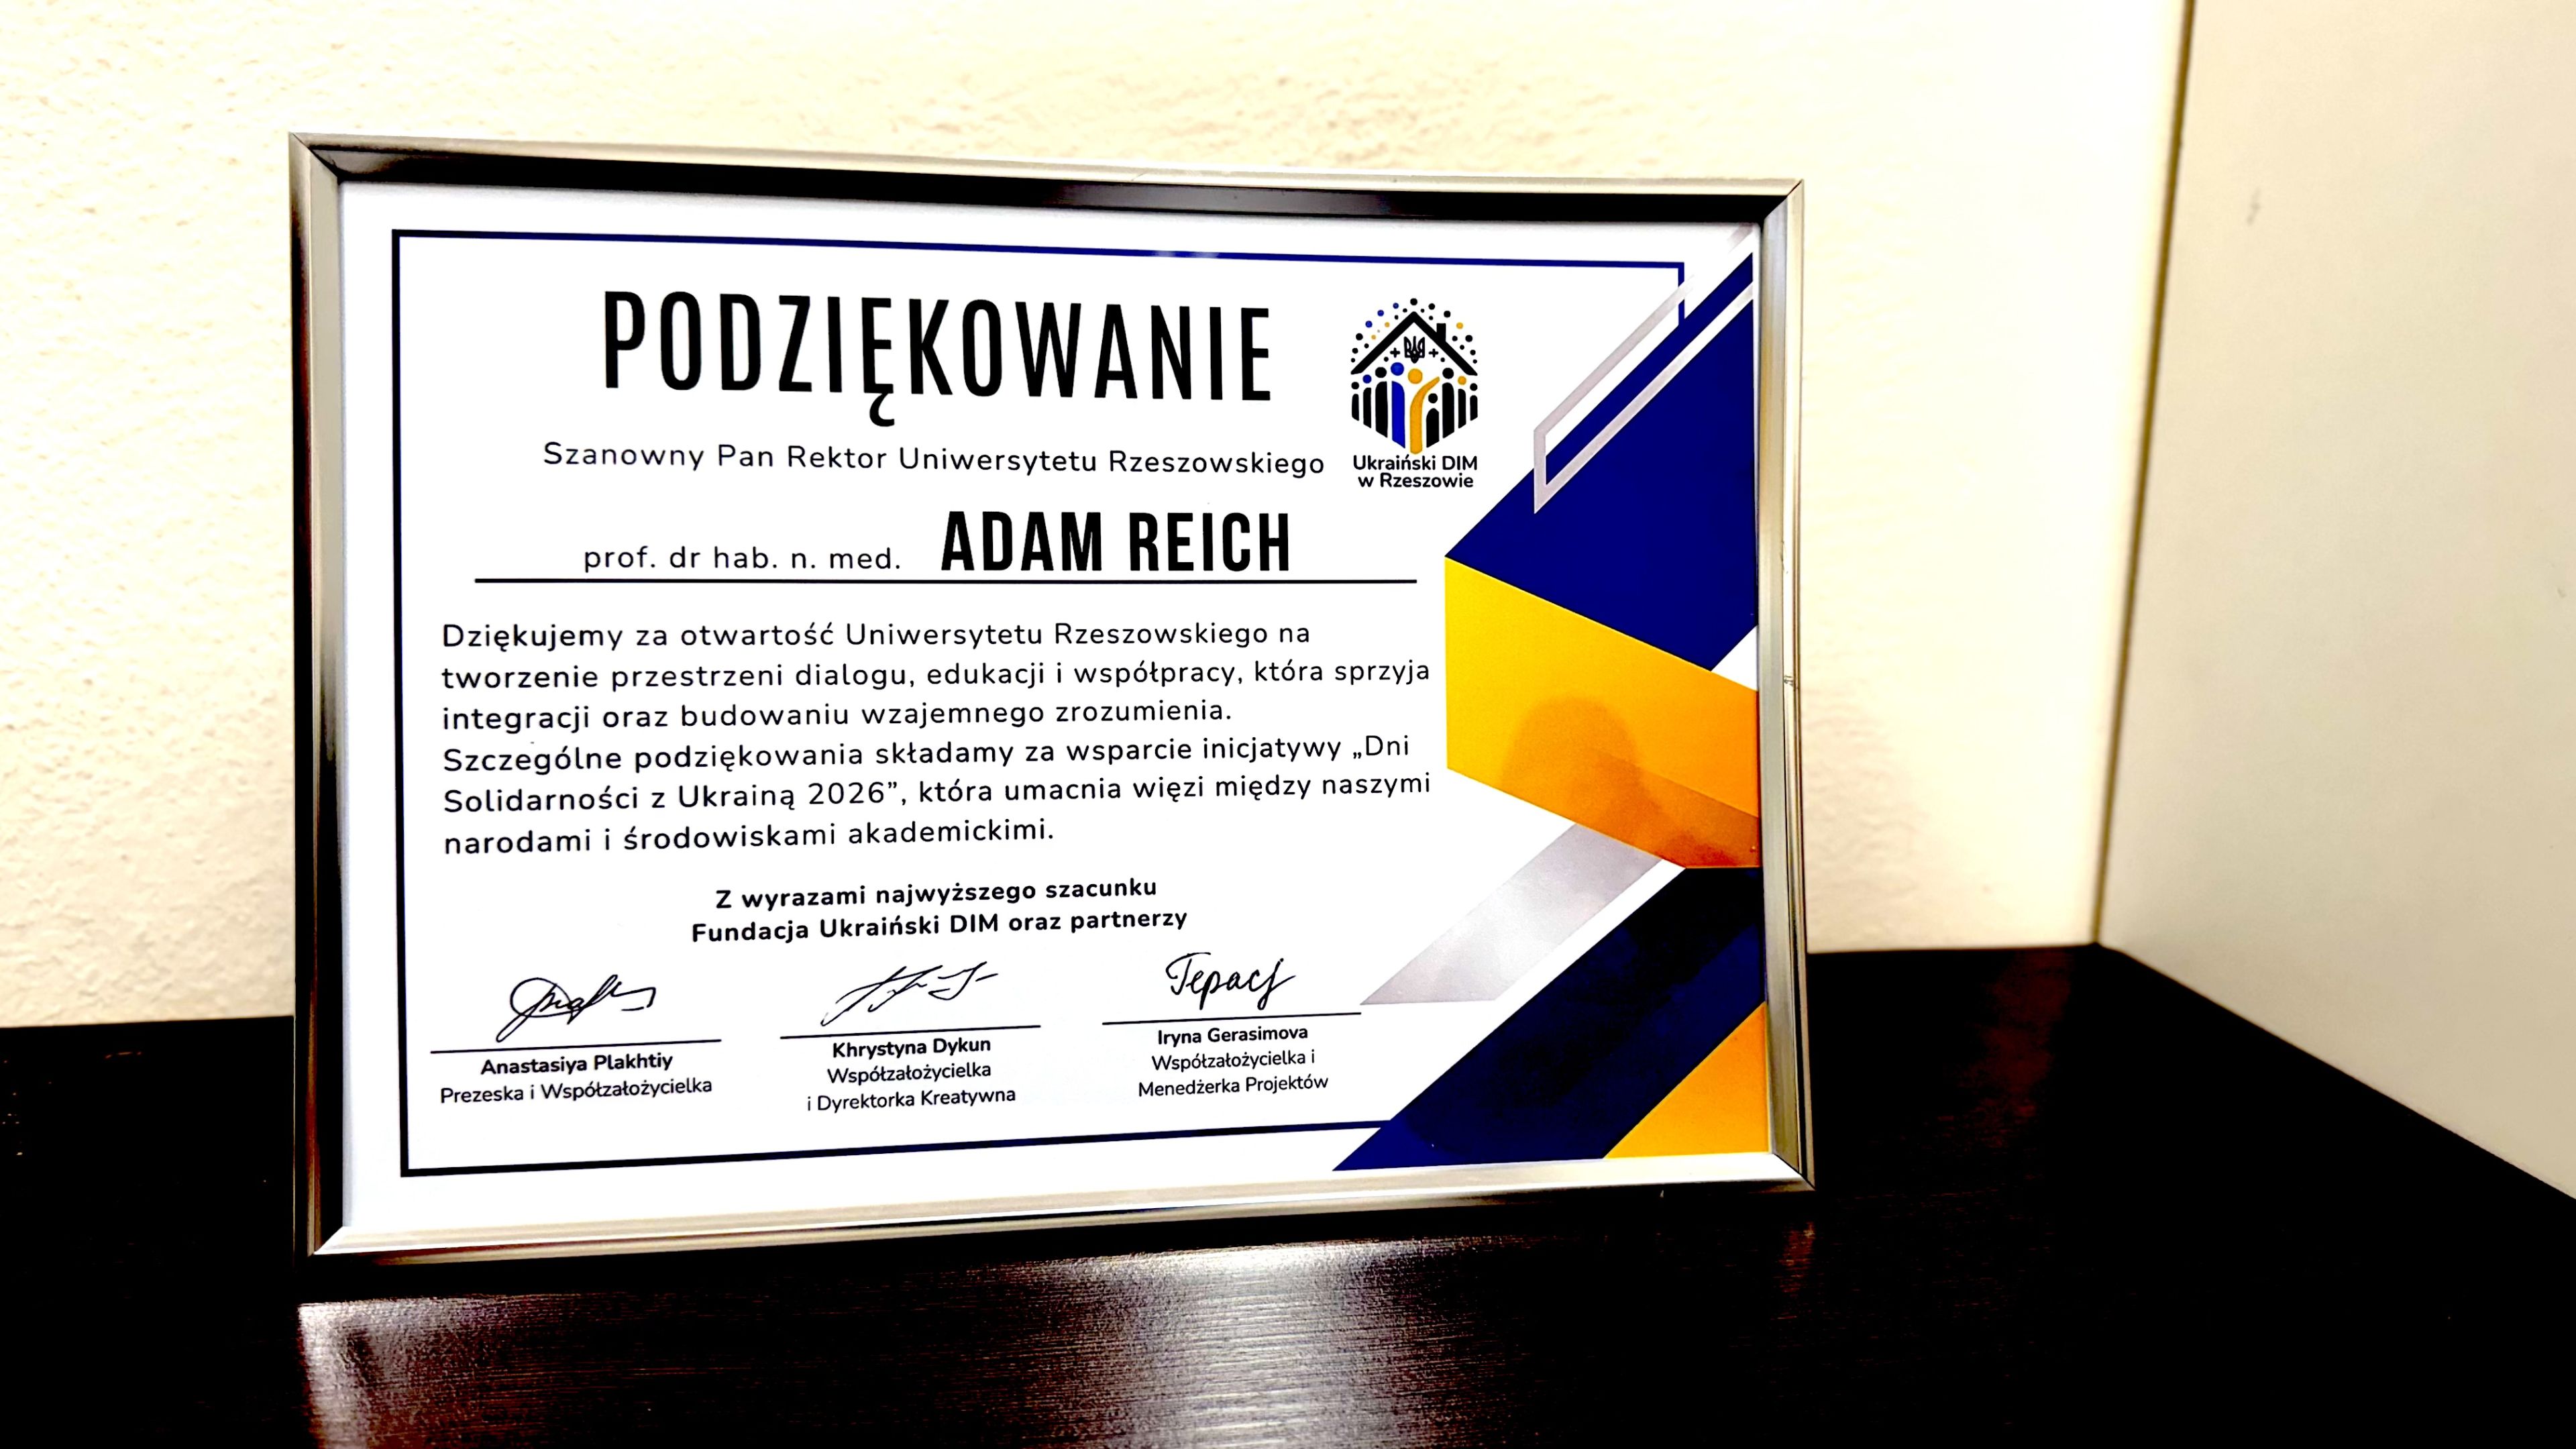 PODZIĘKOWANIE
Szanowny Pan Rektor Uniwersytetu Rzeszowskiego
Ukraiński DIM
w Rzeszowie
prof. dr hab. n. med. ADAM REICH
Dziękujemy za otwartość Uniwersytetu Rzeszowskiego na
tworzenie przestrzeni dialogu, edukacji i współpracy, która sprzyja
integracji oraz budowaniu wzajemnego zrozumienia.
Szczególne podziękowania składamy za wsparcie inicjatywy „Dni
Solidarności z Ukrainą 2026”, która umacnia więzi między naszymi
narodami i środowiskami akademickimi.
Z wyrazami najwyższego szacunku
Fundacja Ukraiński DIM oraz partnerzy
Anastasiya Plakhtiy
Prezeska i Współzałożycielka
Khrystyna Dykun
Współzałożycielka
i Dyrektorka Kreatywna
Iryna Gerasimova
Współzałożycielka i
Menedżerka Projektów